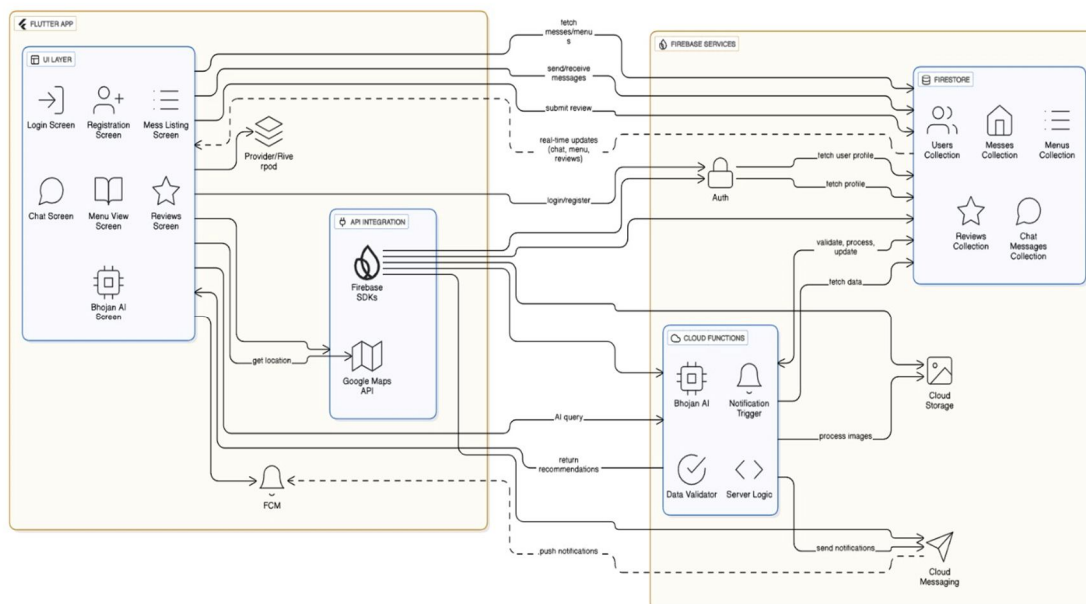 FLUTTER APP
UI LAYER
Login Screen
Registration
Screen
Mess Listing
Screen
Chat Screen
Menu View
Screen
Reviews
Screen
Bhojan AI
Screen
Provider/Rive
rpod
API INTEGRATION
Firebase
SDKs
Google Maps
API
get location
FCM
fetch
messes/menu
s
send/receive
messages
submit review
real-time updates
(chat, menu,
reviews)
login/register
AI query
return
recommendations
push notifications
FIREBASE SERVICES
Auth
fetch user profile
fetch profile
validate, process,
update
fetch data
FIRESTORE
Users
Collection
Messes
Collection
Menus
Collection
Reviews
Collection
Chat
Messages
Collection
CLOUD FUNCTIONS
Bhojan AI
Notification
Trigger
Data Validator
Server Logic
process images
send notifications
Cloud
Storage
Cloud
Messaging